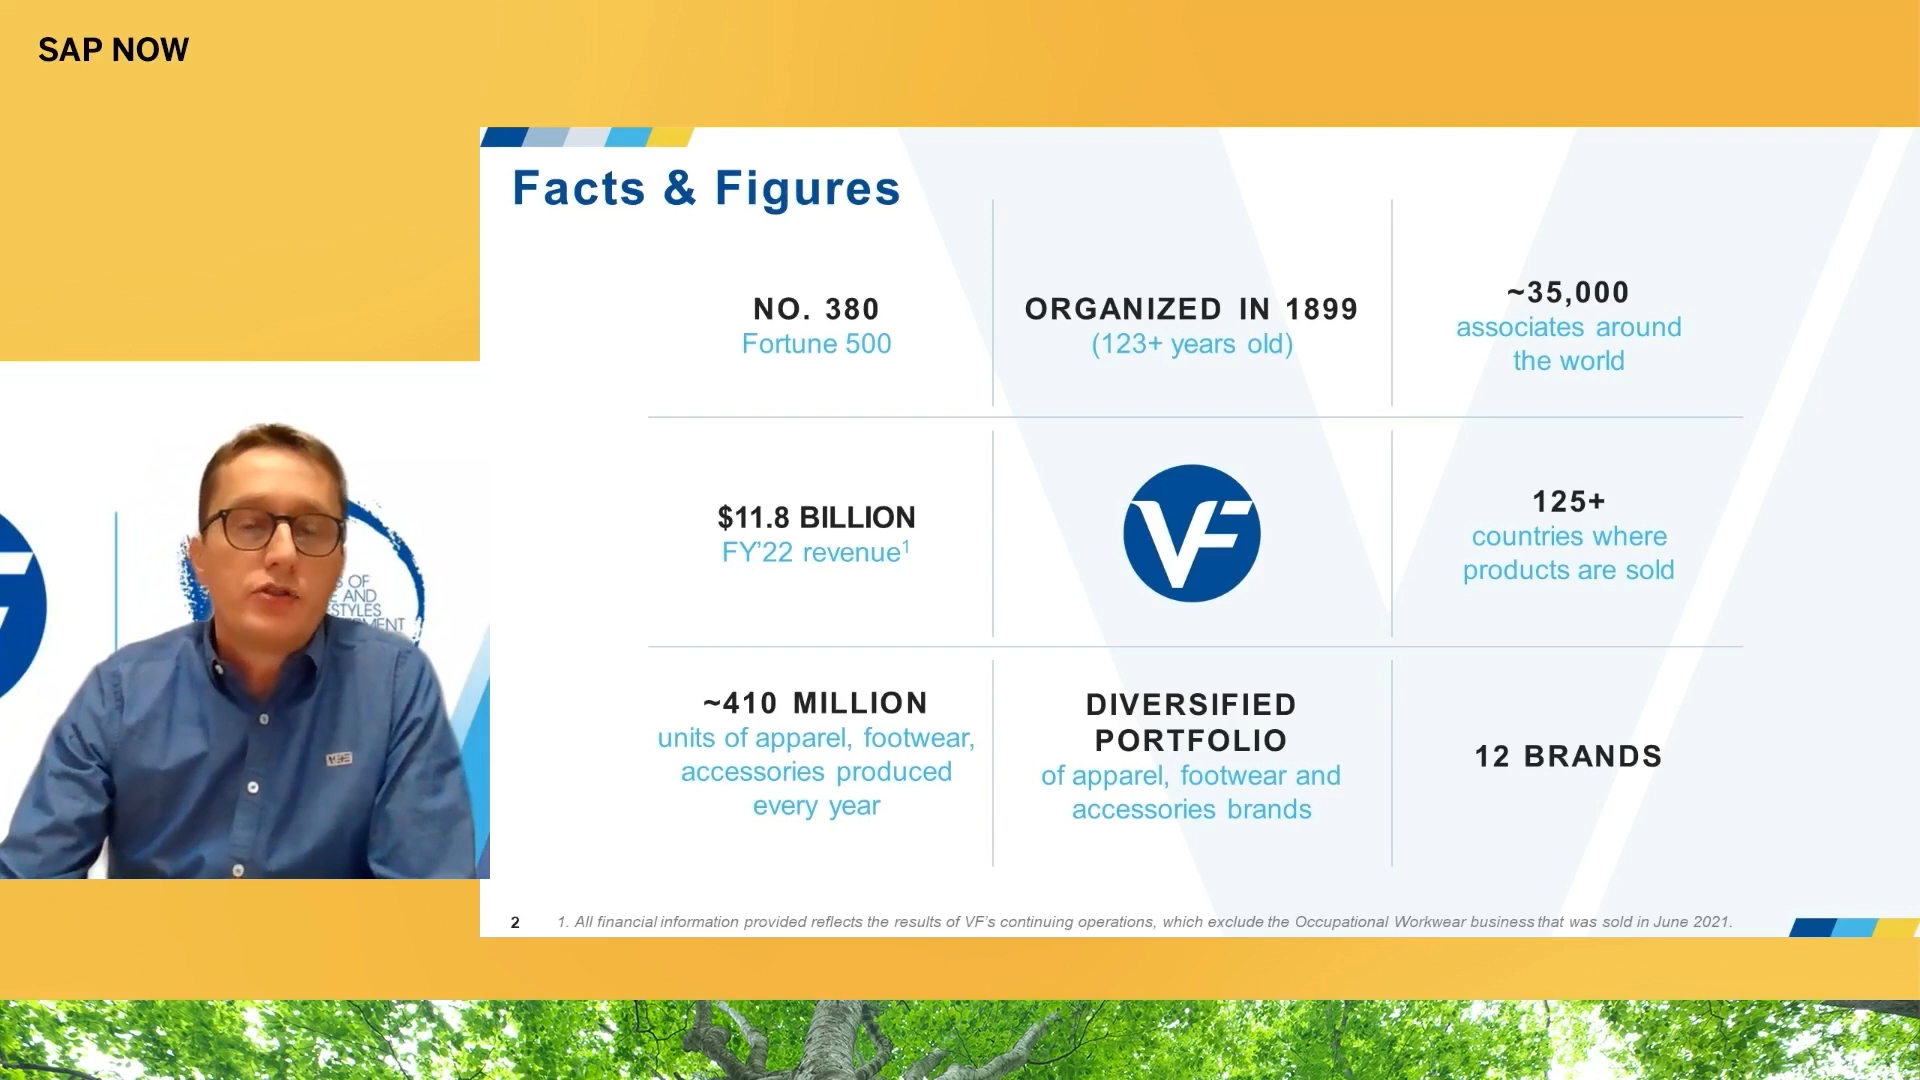 SAP NOW
Facts & Figures
NO. 380
Fortune 500
ORGANIZED IN 1899
(123+ years old)
~35,000
associates around
the world
$11.8 BILLION
FY'22 revenue¹
VF
125+
countries where
products are sold
~410 MILLION
units of apparel, footwear,
accessories produced
every year
DIVERSIFIED
PORTFOLIO
of apparel, footwear and
accessories brands
12 BRANDS
2
1. All financial information provided reflects the results of VF's continuing operations, which exclude the Occupational Workwear business that was sold in June 2021.
OF
AND
STYLES